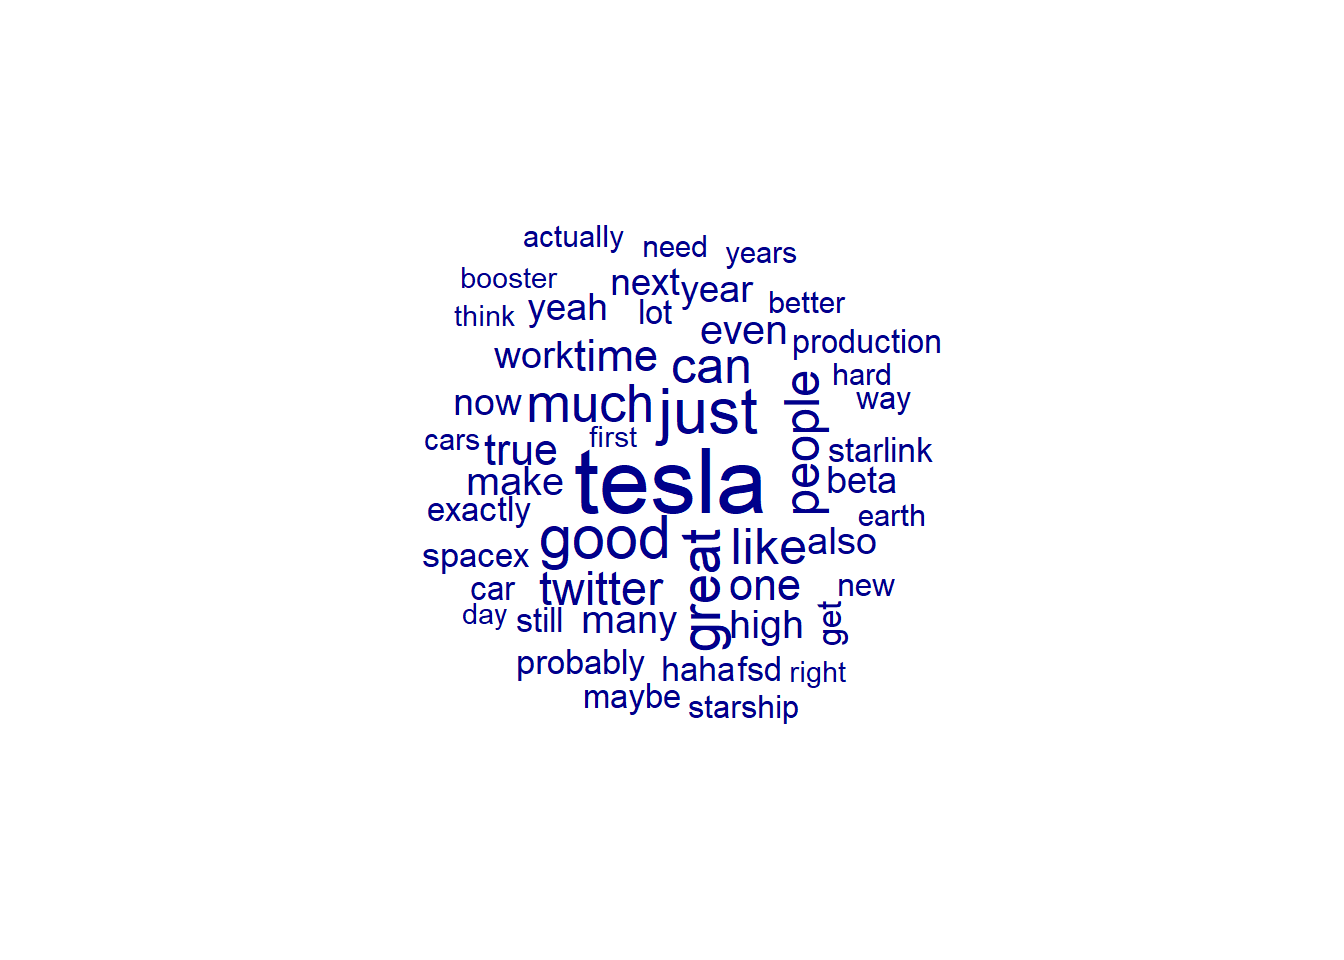 actually
need
years
booster
next
year
better
think
yeah
lot
even
production
work
time
can
hard
way
now
much
just
people
cars
true
first
starlink
make
tesla
beta
exactly
earth
good
great
like
also
spacex
car
twitter
one
new
day
still
many
high
get
probably
haha
fsd
right
maybe
starship